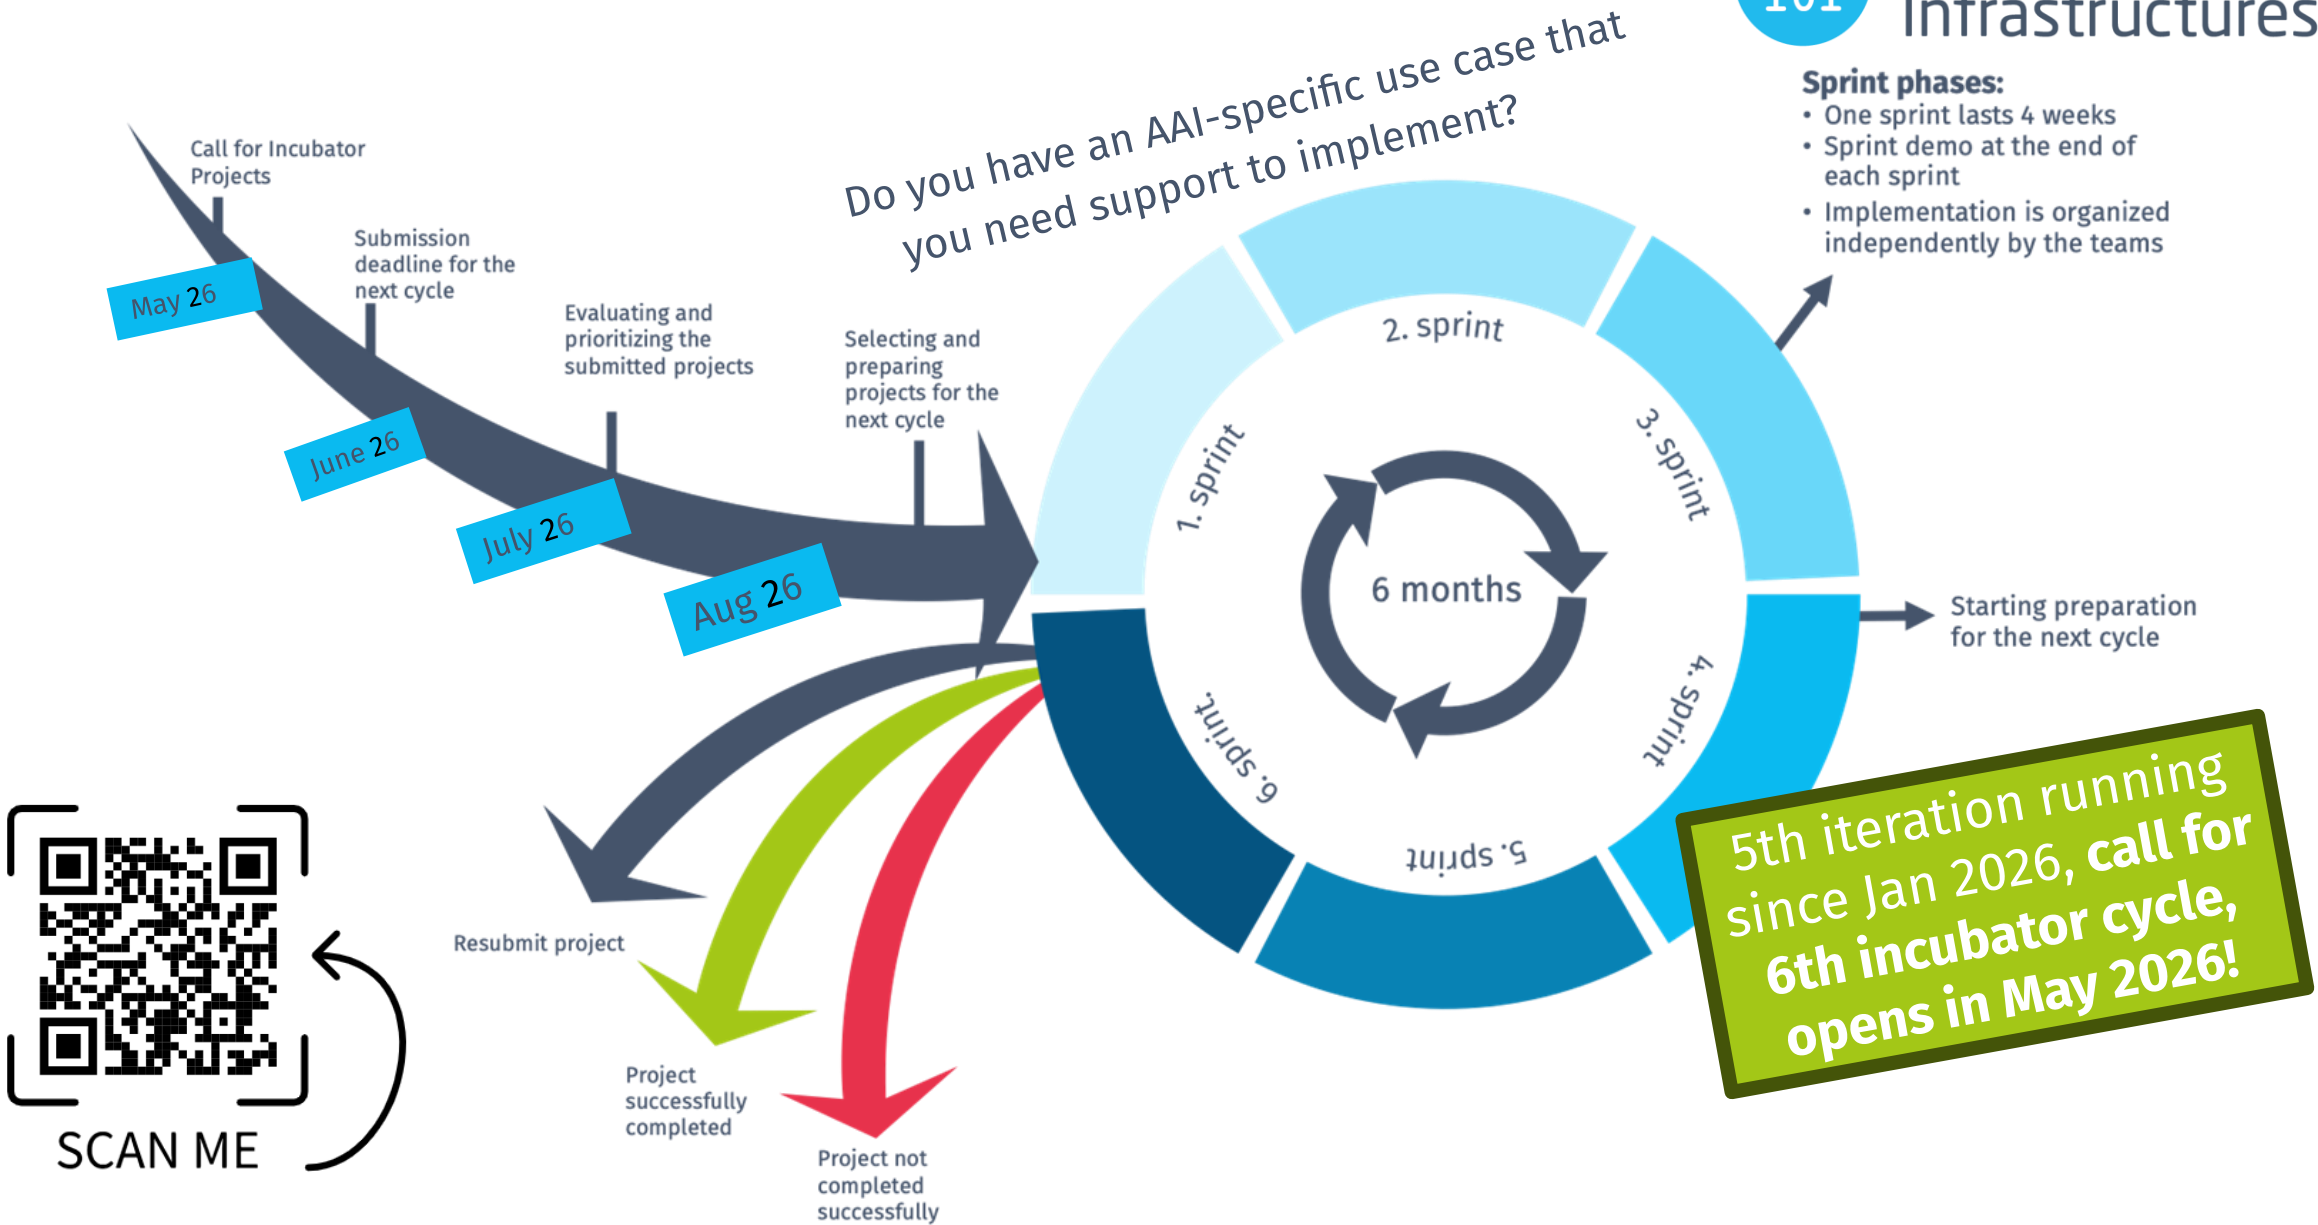 101
Infrastructures
Do you have an AAI-specific use case that
you need support to implement?
Sprint phases:
• One sprint lasts 4 weeks
• Sprint demo at the end of
each sprint
• Implementation is organized
independently by the teams
Call for Incubator
Projects
May 26
Submission
deadline for the
next cycle
June 26
Evaluating and
prioritizing the
submitted projects
July 26
Selecting and
preparing
projects for the
next cycle
Aug 26
1. sprint
2. sprint
3. sprint
4. sprint
5. sprint
6. sprint.
6 months
Starting preparation
for the next cycle
5th iteration running
since Jan 2026, call for
6th incubator cycle,
opens in May 2026!
Resubmit project
Project
successfully
completed
Project not
completed
successfully
SCAN ME